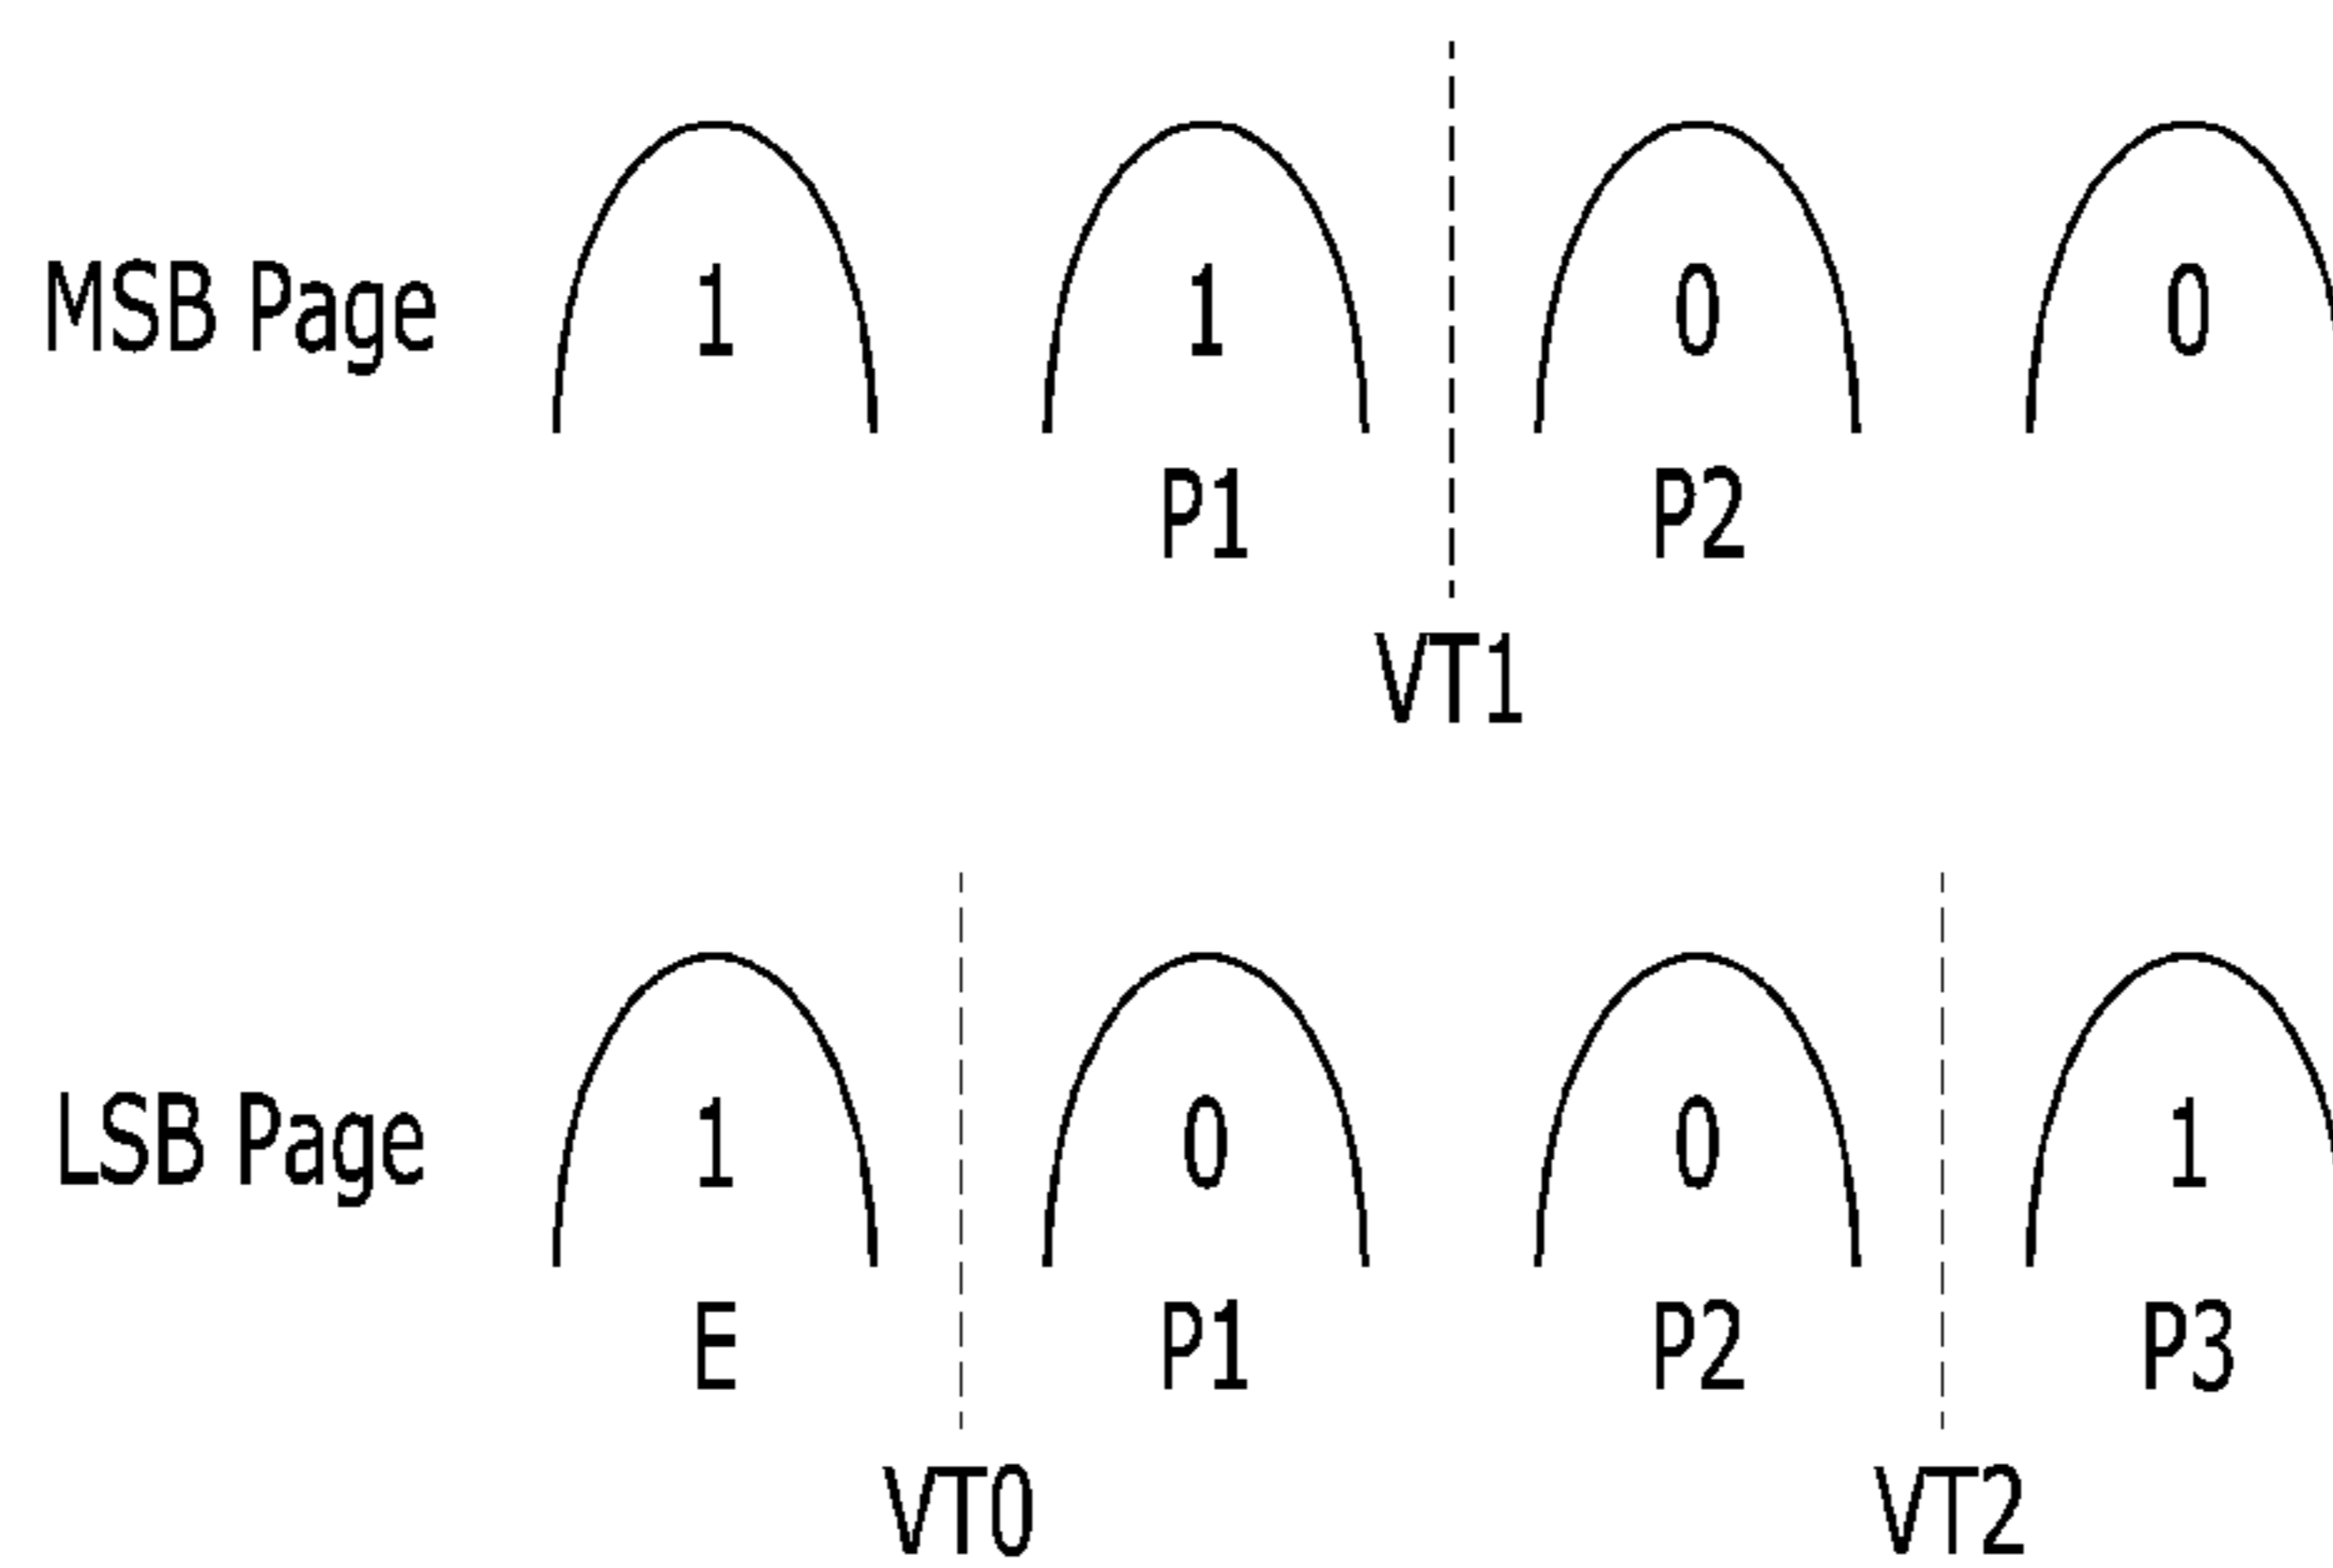 MSB Page 1 1 0 0
P1 P2
VT1
LSB Page 1 0 0 1
E P1 P2 P3
VT0 VT2